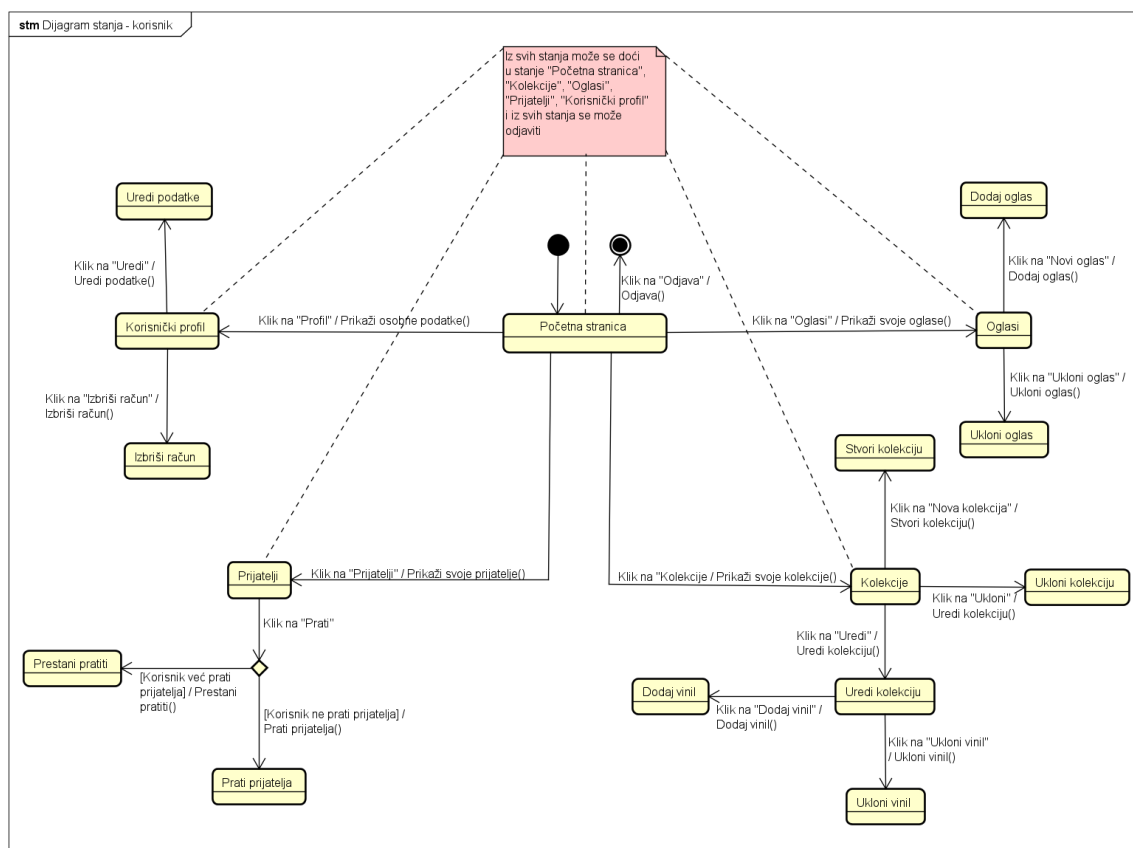 stm Dijagram stanja - korisnik
Iz svih stanja može se doći
u stanje "Početna stranica",
"Kolekcije", "Oglasi",
"Prijatelji", "Korisnički profil"
i iz svih stanja se može
odjaviti
Uredi podatke
Dodaj oglas
Klik na "Uredi" /
Uredi podatke()
Klik na "Odjava" /
Odjava()
Klik na "Novi oglas" /
Dodaj oglas()
Korisnički profil
Klik na "Profil" / Prikaži osobne podatke()
Početna stranica
Klik na "Oglasi" / Prikaži svoje oglase()
Oglasi
Klik na "Izbriši račun" /
Izbriši račun()
Klik na "Ukloni oglas" /
Ukloni oglas()
Izbriši račun
Ukloni oglas
Stvori kolekciju
Klik na "Nova kolekcija" /
Stvori kolekciju()
Prijatelji
Klik na "Prijatelji" / Prikaži svoje prijatelje()
Klik na "Kolekcije / Prikaži svoje kolekcije()
Kolekcije
Ukloni kolekciju
Klik na "Ukloni" /
Uredi kolekciju()
Klik na "Prati"
Klik na "Uredi" /
Uredi kolekciju()
Prestani pratiti
[Korisnik već prati
prijatelja] / Prestani
pratiti()
[Korisnik ne prati prijatelja] /
Prati prijatelja()
Dodaj vinil
Klik na "Dodaj vinil" /
Dodaj vinil()
Uredi kolekciju
Klik na "Ukloni vinil"
/ Ukloni vinil()
Prati prijatelja
Ukloni vinil